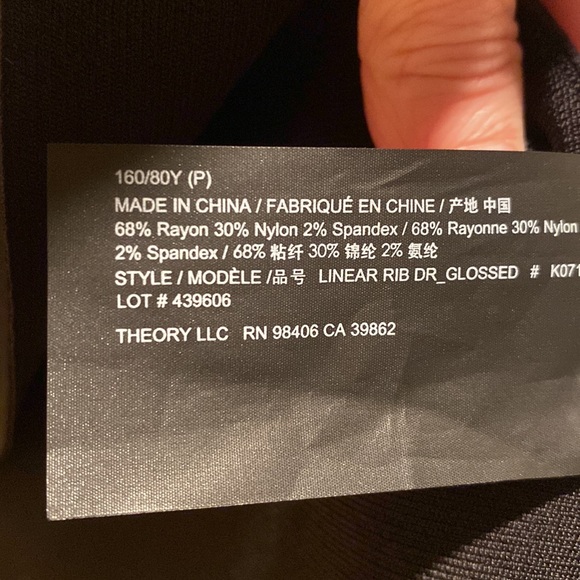 160/80Y (P)
MADE IN CHINA / FABRIQUÉ EN CHINE / 产地 中国
68% Rayon 30% Nylon 2% Spandex / 68% Rayonne 30% Nylon
2% Spandex / 68% 粘纤 30% 锦纶 2% 氨纶
STYLE / MODÈLE /品号 LINEAR RIB DR_GLOSSED # K071
LOT # 439606
THEORY LLC RN 98406 CA 39862